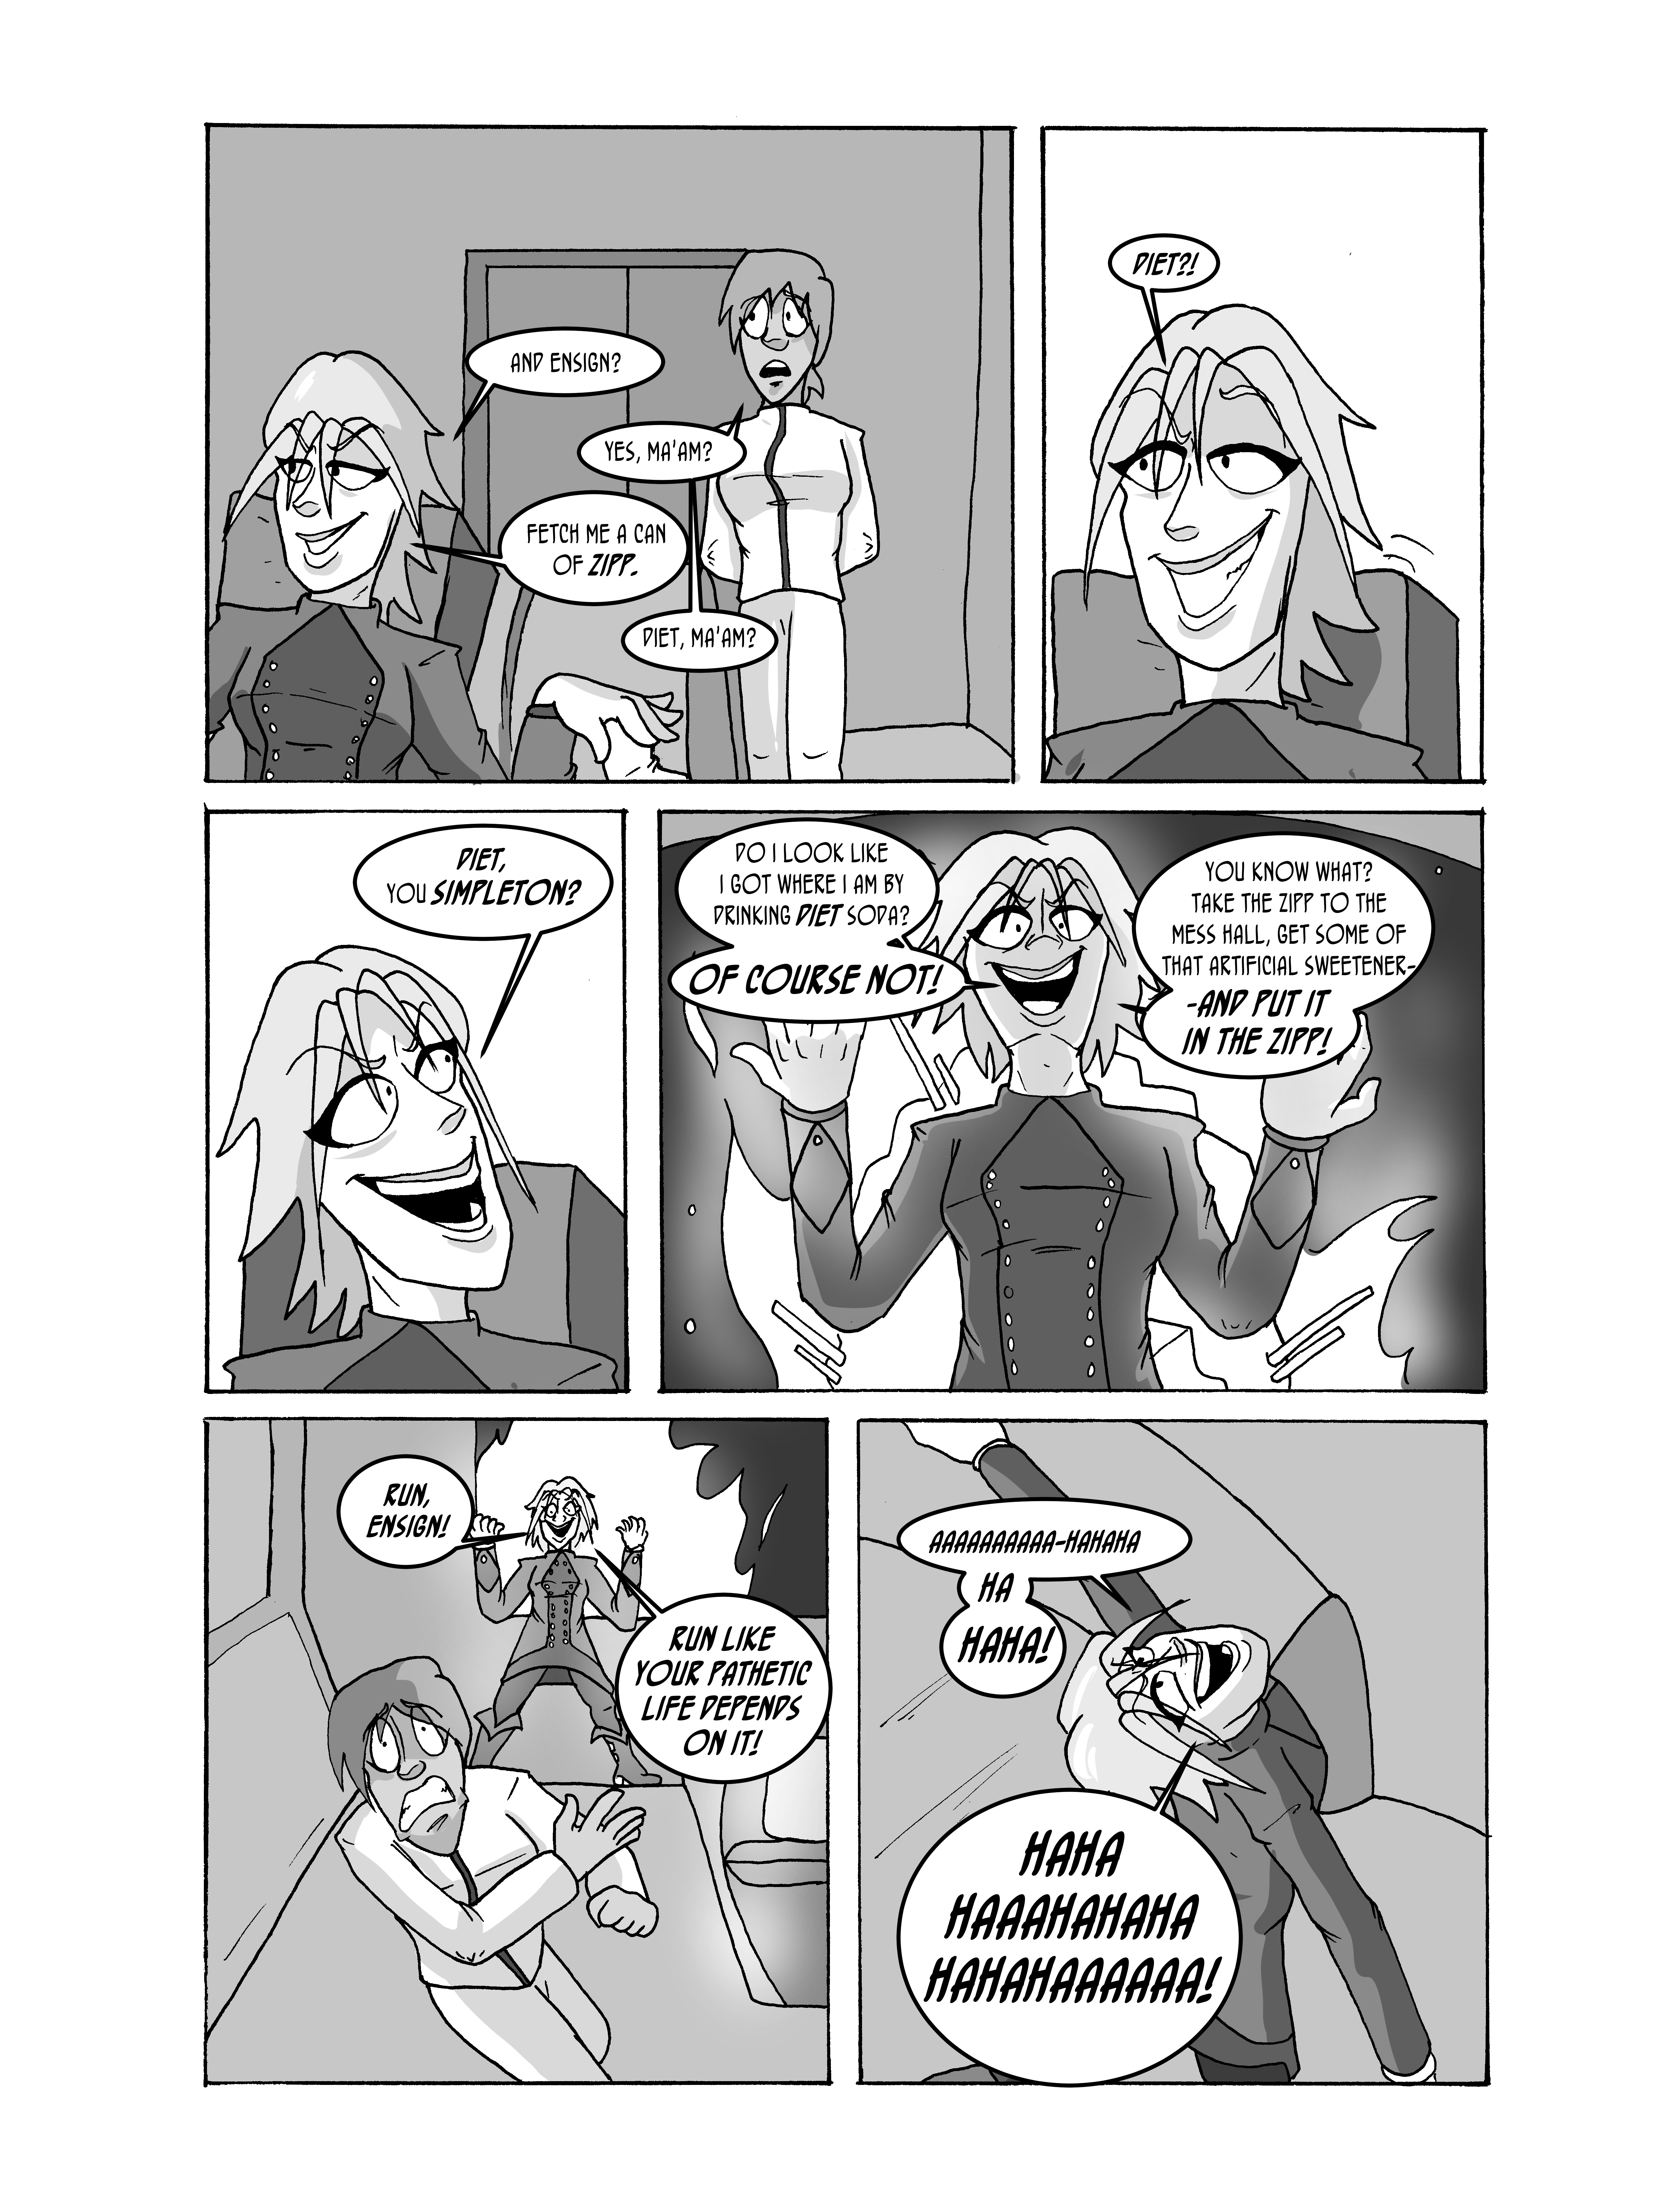 AND ENSIGN?
YES, MA'AM?
FETCH ME A CAN
OF ZIPP.
DIET, MA'AM?
DIET?!
DIET,
YOU SIMPLETON?
DO I LOOK LIKE
I GOT WHERE I AM BY
DRINKING DIET SODA?
OF COURSE NOT!
YOU KNOW WHAT?
TAKE THE ZIPP TO THE
MESS HALL, GET SOME OF
THAT ARTIFICIAL SWEETENER-
-AND PUT IT
IN THE ZIPP!
RUN,
ENSIGN!
RUN LIKE
YOUR PATHETIC
LIFE DEPENDS
ON IT!
AAAAAAAAAA-HAHAHA
HA
HAHA!
HAHA
HAAAHAHAHA
HAHAHAAAAAA!